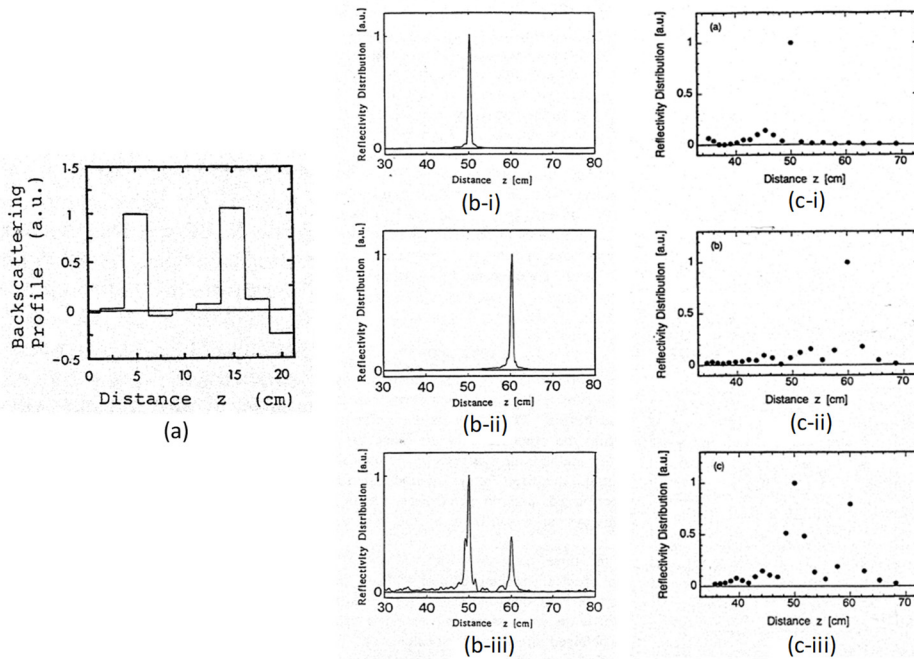 Backscattering
Profile (a.u.)
1.5
1
0.5
0
-0.5
0 5 10 15 20
Distance z (cm)
(a)
Reflectivity Distribution [a.u.]
1
0
30 40 50 60 70 80
Distance z [cm]
(b-i)
Reflectivity Distribution [a.u.]
1
0
30 40 50 60 70 80
Distance z [cm]
(b-ii)
Reflectivity Distribution [a.u.]
1
0
30 40 50 60 70 80
Distance z [cm]
(b-iii)
(a)
Reflectivity Distribution [a.u.]
1
0.5
0
40 50 60 70
Distance z [cm]
(c-i)
(b)
Reflectivity Distribution [a.u.]
1
0.5
0
40 50 60 70
Distance z [cm]
(c-ii)
(c)
Reflectivity Distribution [a.u.]
1
0.5
0
40 50 60 70
Distance z [cm]
(c-iii)